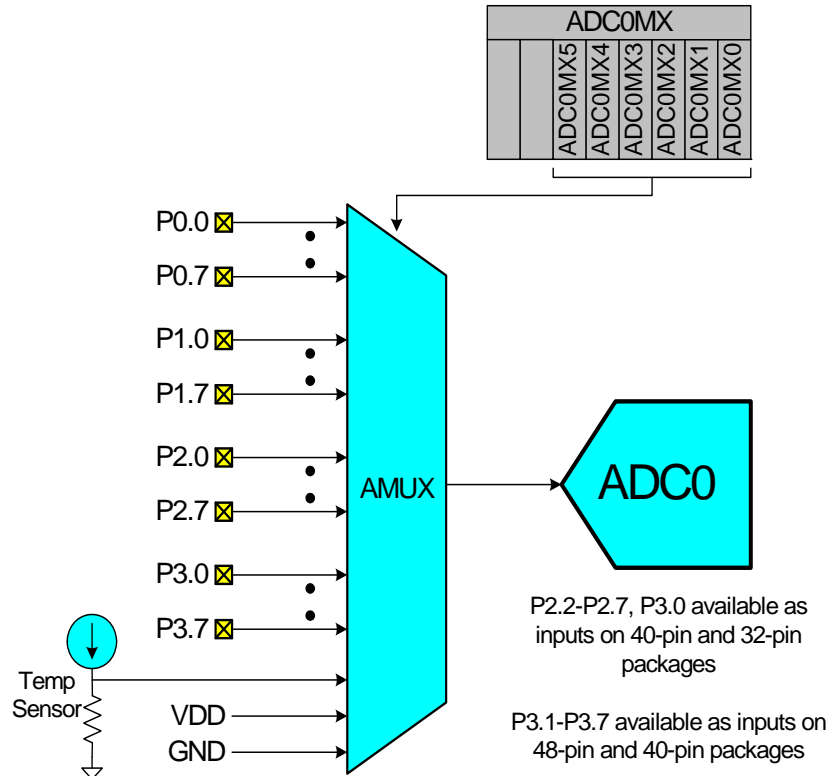 ADC0MX
ADC0MX5
ADC0MX4
ADC0MX3
ADC0MX2
ADC0MX1
ADC0MX0
P0.0
P0.7
P1.0
P1.7
P2.0
P2.7
P3.0
P3.7
AMUX
ADC0
Temp
Sensor
VDD
GND
P2.2-P2.7, P3.0 available as
inputs on 40-pin and 32-pin
packages
P3.1-P3.7 available as inputs on
48-pin and 40-pin packages